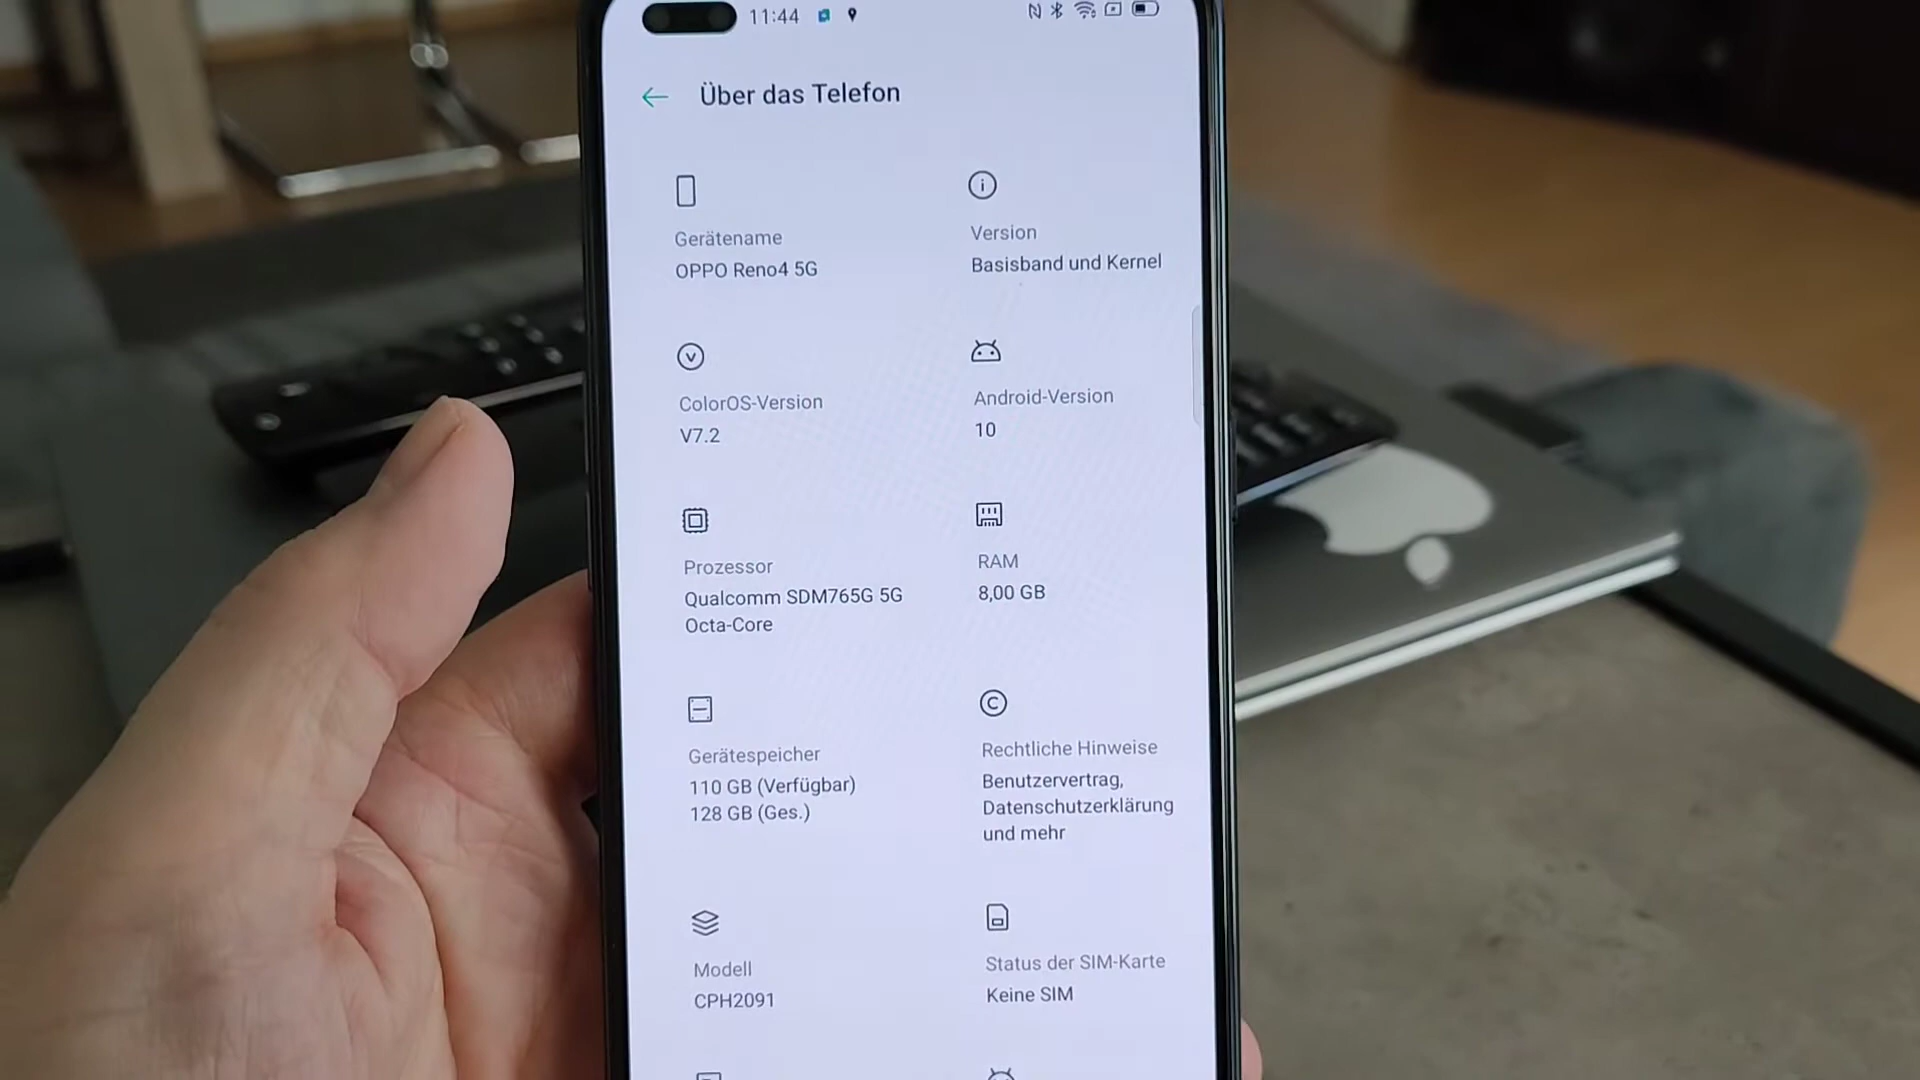 11:44
Über das Telefon
Gerätename
OPPO Reno4 5G
Version
Basisband und Kernel
ColorOS-Version
V7.2
Android-Version
10
Prozessor
Qualcomm SDM765G 5G
Octa-Core
RAM
8,00 GB
Gerätespeicher
110 GB (Verfügbar)
128 GB (Ges.)
Rechtliche Hinweise
Benutzervertrag,
Datenschutzerklärung
und mehr
Modell
CPH2091
Status der SIM-Karte
Keine SIM